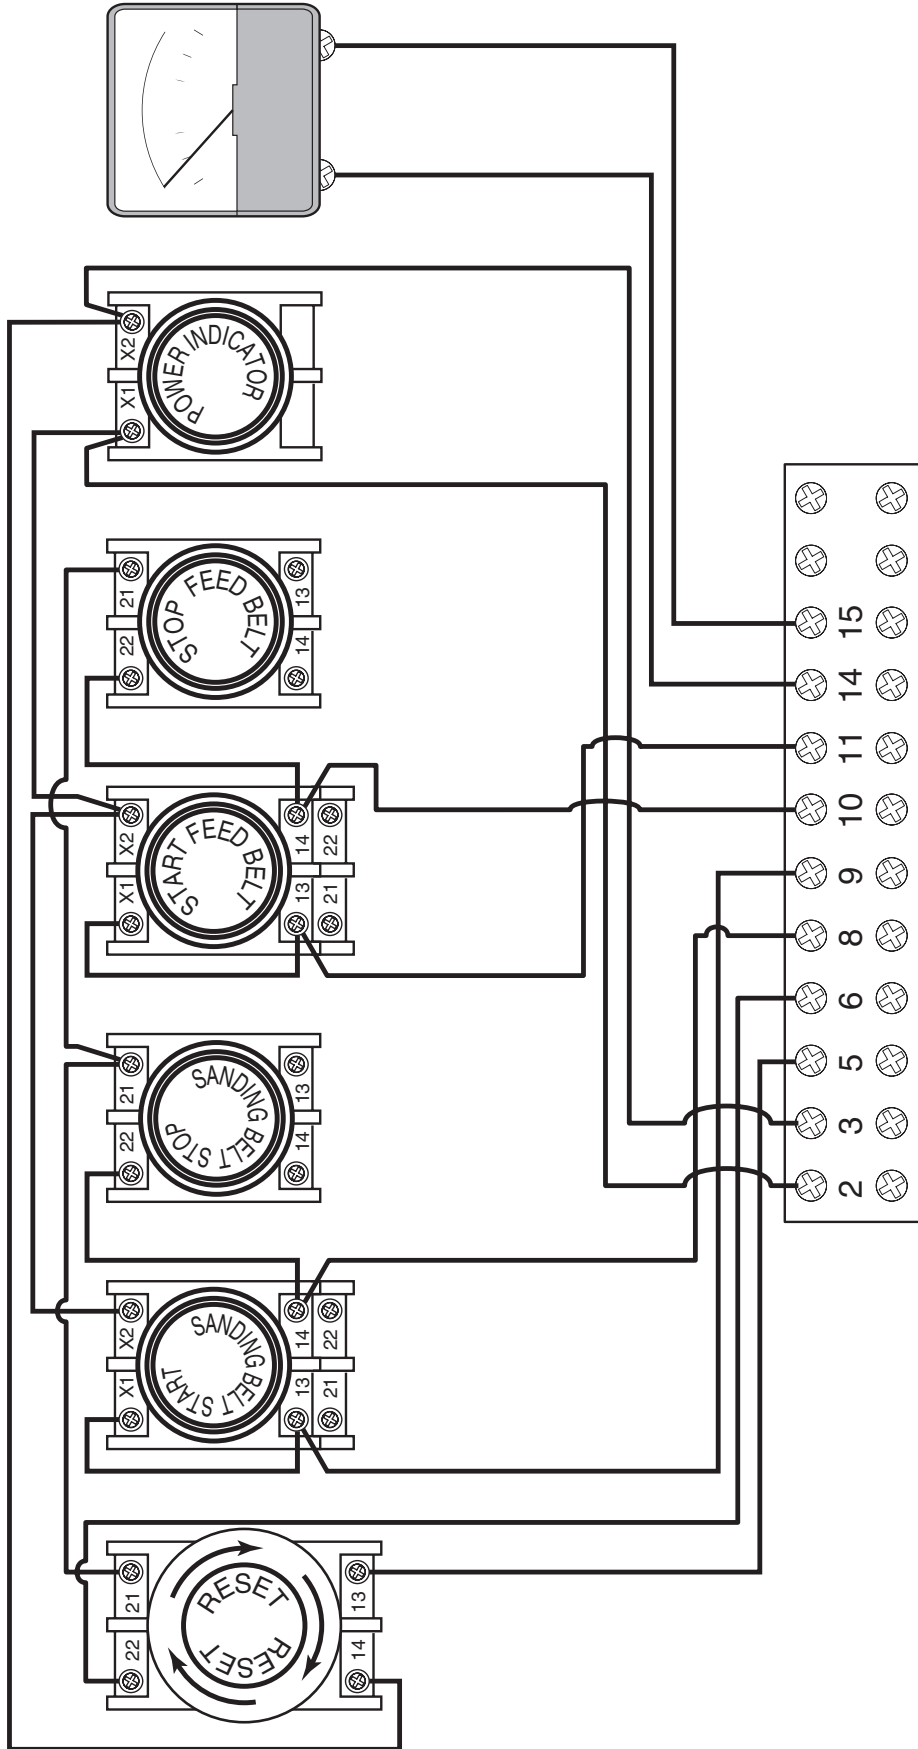 X2
X1
POWER INDICATOR
21
22
STOP FEED BELT
13
14
X2
X1
START FEED BELT
14
13
22
21
21
22
SANDING BELT STOP
13
14
X2
X1
SANDING BELT START
14
13
22
21
21
22
RESET
RESET
13
14
15
14
11
10
9
8
6
5
3
2